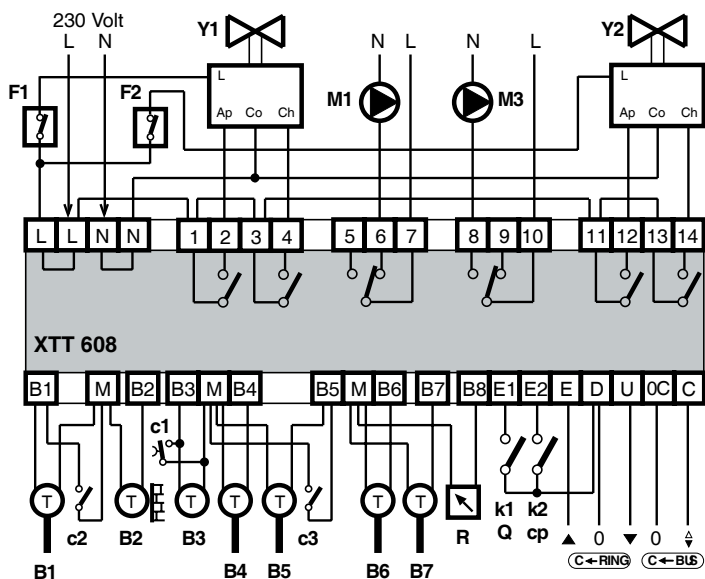 230 Volt
L N
Y1
N L
N L
Y2
F1
F2
L
Ap Co Ch
M1
M3
L
Ap Co Ch
L L N N 1 2 3 4 5 6 7 8 9 10 11 12 13 14
XTT 608
B1 M B2 B3 M B4 B5 M B6 B7 B8 E1 E2 E D U 0C C
c1
T T T T T T T
c2 B2 B3 c3
R
k1 k2
Q cp
0 0
B1 B4 B5 B6 B7
C RING
C BUS